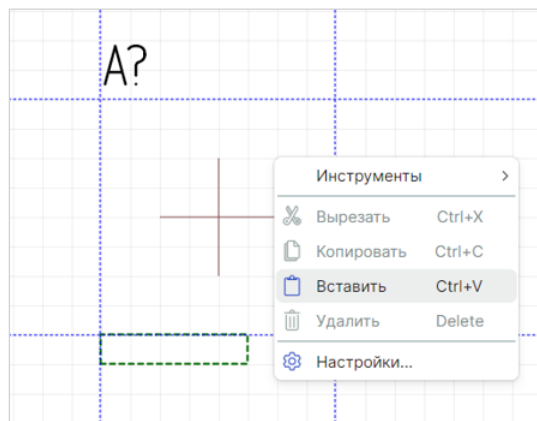 А?
Инструменты
Вырезать Ctrl+X
Копировать Ctrl+C
Вставить Ctrl+V
Удалить Delete
Настройки...